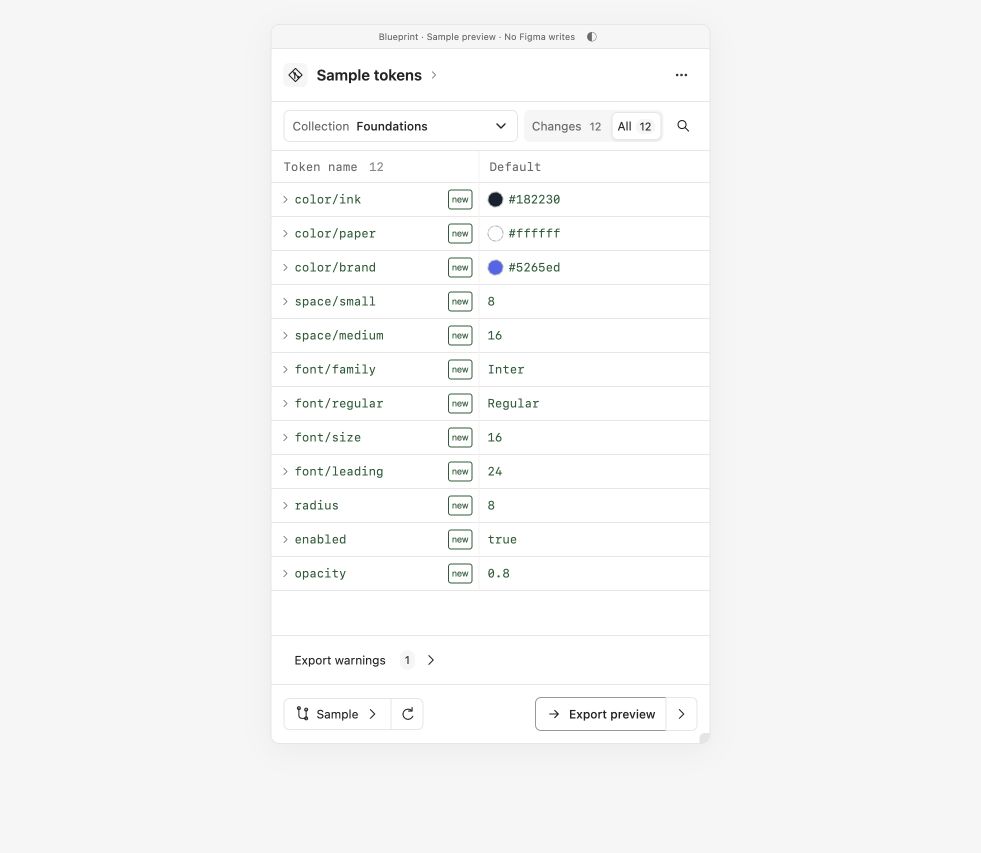 Blueprint · Sample preview · No Figma writes
Sample tokens
Collection Foundations
Changes 12 All 12
Token name 12 Default
color/ink new #182230
color/paper new #ffffff
color/brand new #5265ed
space/small new 8
space/medium new 16
font/family new Inter
font/regular new Regular
font/size new 16
font/leading new 24
radius new 8
enabled new true
opacity new 0.8
Export warnings 1
Sample Export preview